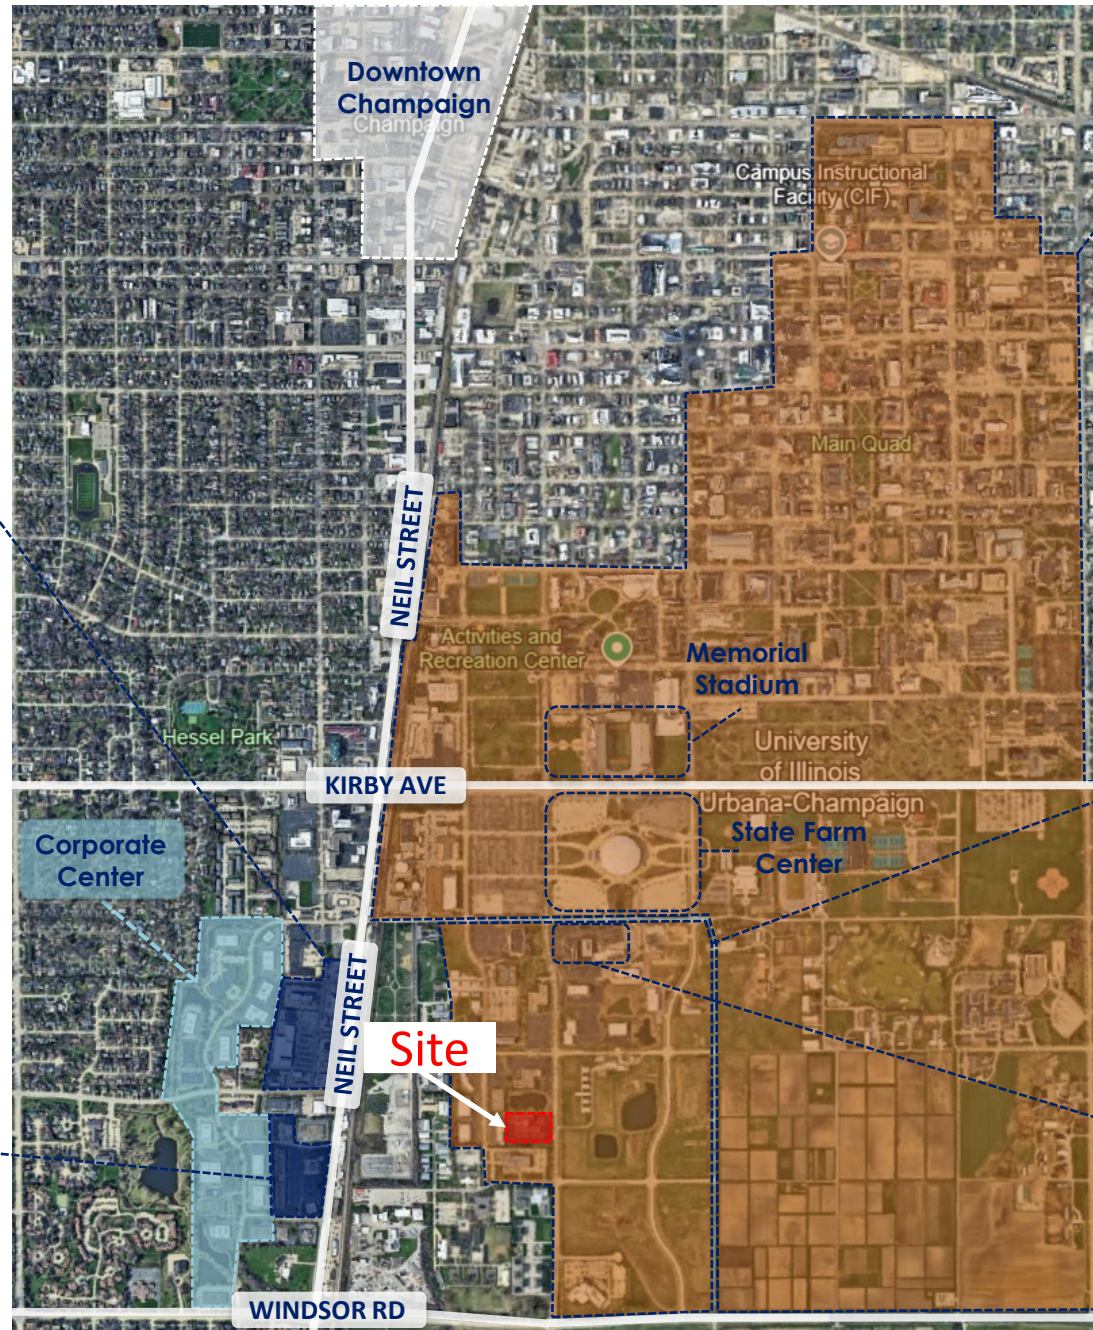 Downtown
Champaign
Champaign
Campus Instructional
Facility (CIF)
Main Quad
NEIL STREET
Activities and
Recreation Center
Memorial
Stadium
Hessel Park
University
of Illinois
Urbana-Champaign
KIRBY AVE
State Farm
Center
Corporate
Center
NEIL STREET
Site
WINDSOR RD